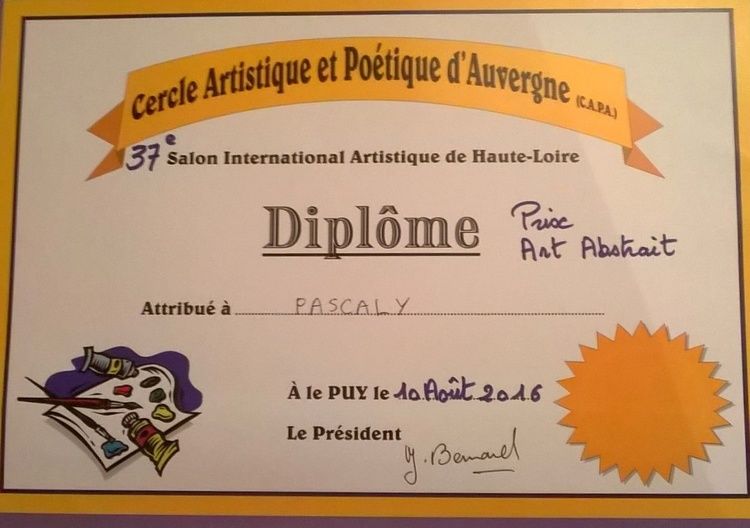 Cercle Artistique et Poétique d'Auvergne (C.A.P.A.)
37e Salon International Artistique de Haute-Loire
Diplôme
Prix
Art Abstrait
Attribué à PASCALY
À le PUY le 10 Août 2016
Le Président